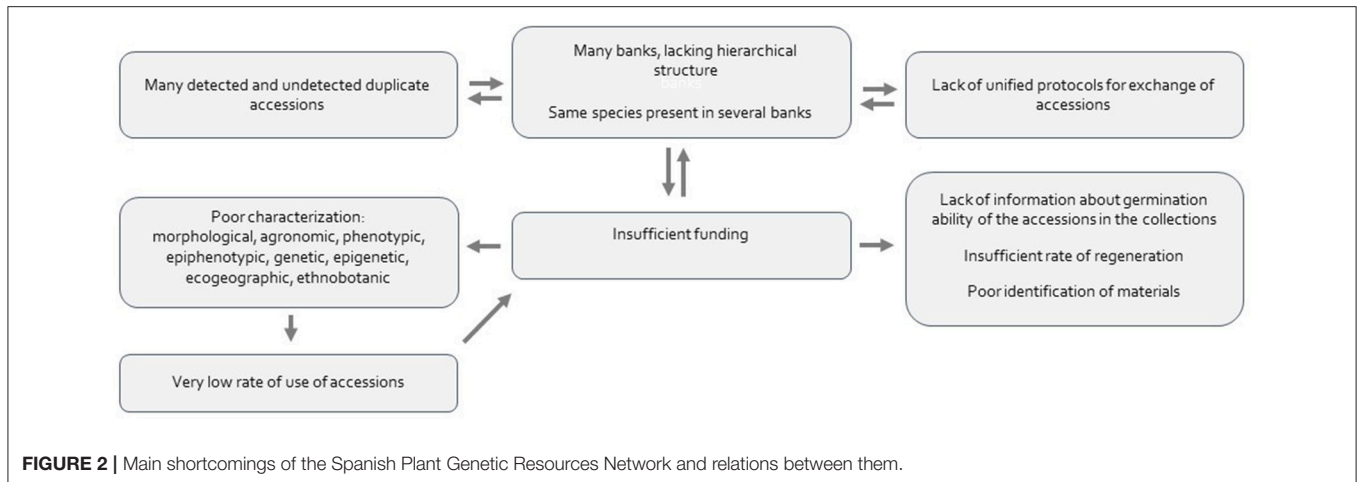 Many detected and undetected duplicate
accessions
Many banks, lacking hierarchical
structure
banks
Same species present in several banks
Lack of unified protocols for exchange of
accessions
Poor characterization:
morphological, agronomic, phenotypic,
epiphenotypic, genetic, epigenetic,
ecogeographic, ethnobotanic
Insufficient funding
Lack of information about germination
ability of the accessions in the collections
Insufficient rate of regeneration
Poor identification of materials
Very low rate of use of accessions
FIGURE 2 | Main shortcomings of the Spanish Plant Genetic Resources Network and relations between them.